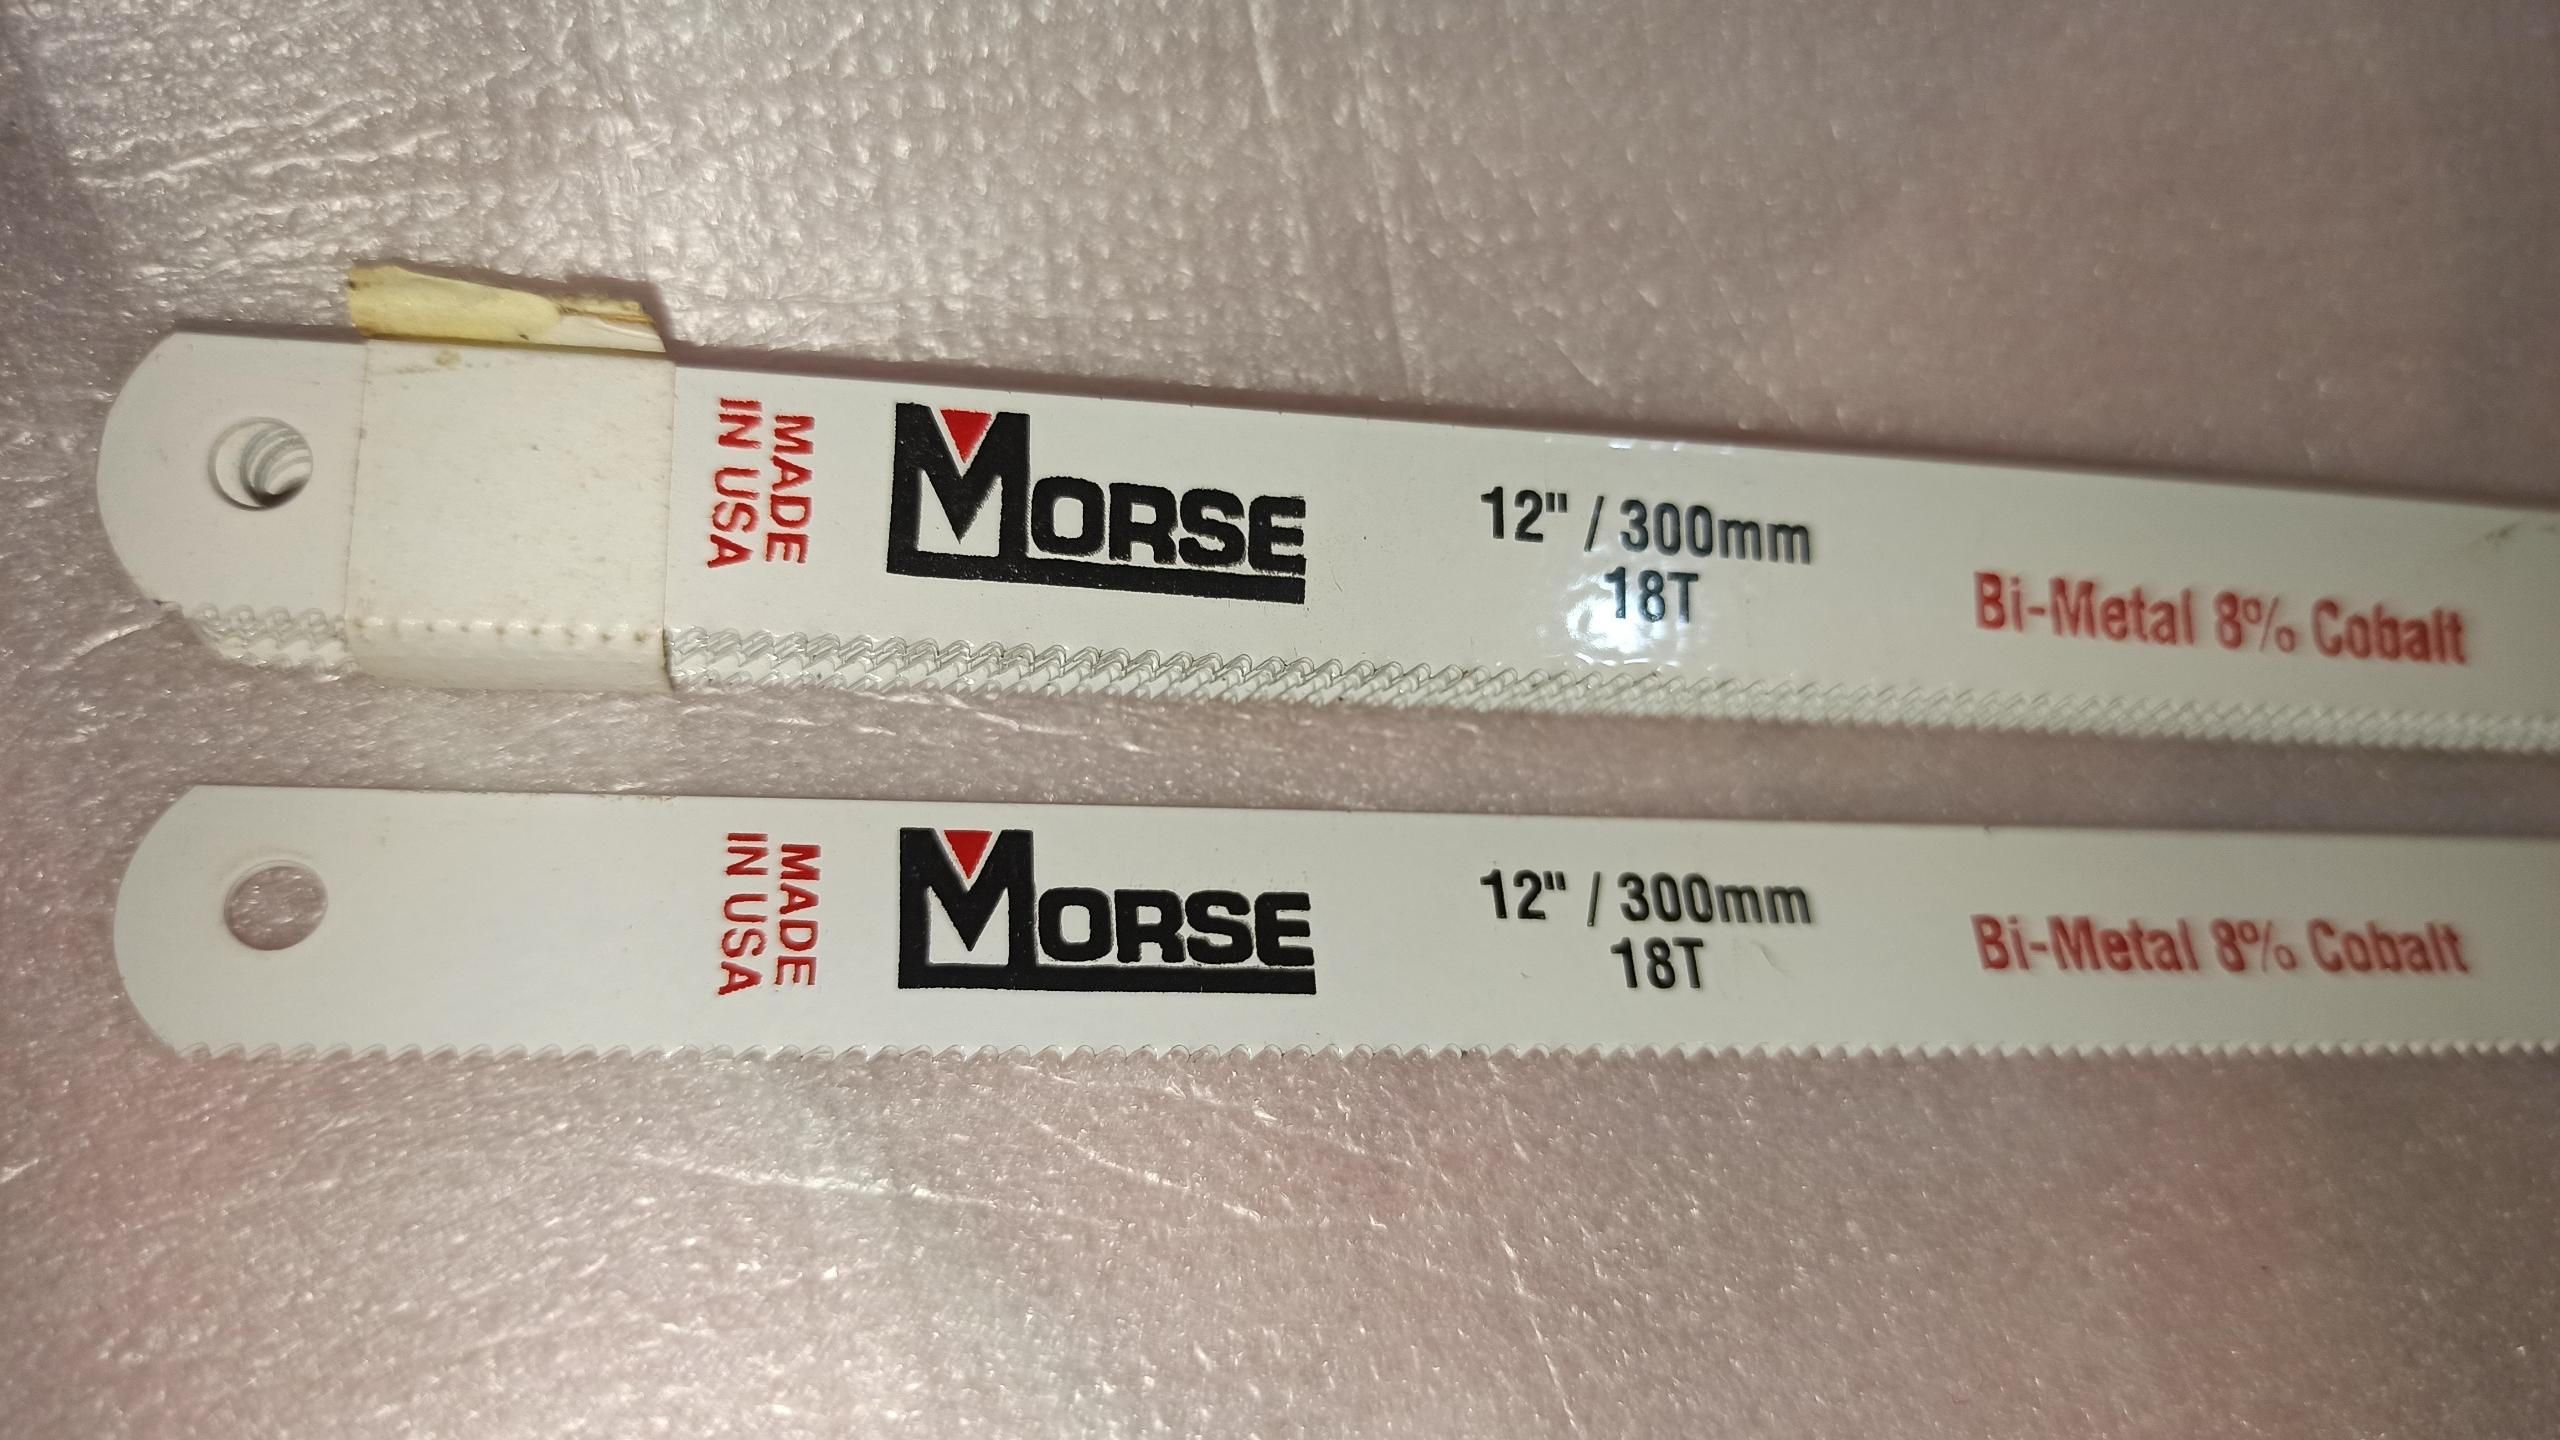 MADE
IN USA
MORSE
12" / 300mm
18T
Bi-Metal 8% Cobalt
MADE
IN USA
MORSE
12" / 300mm
18T
Bi-Metal 8% Cobalt